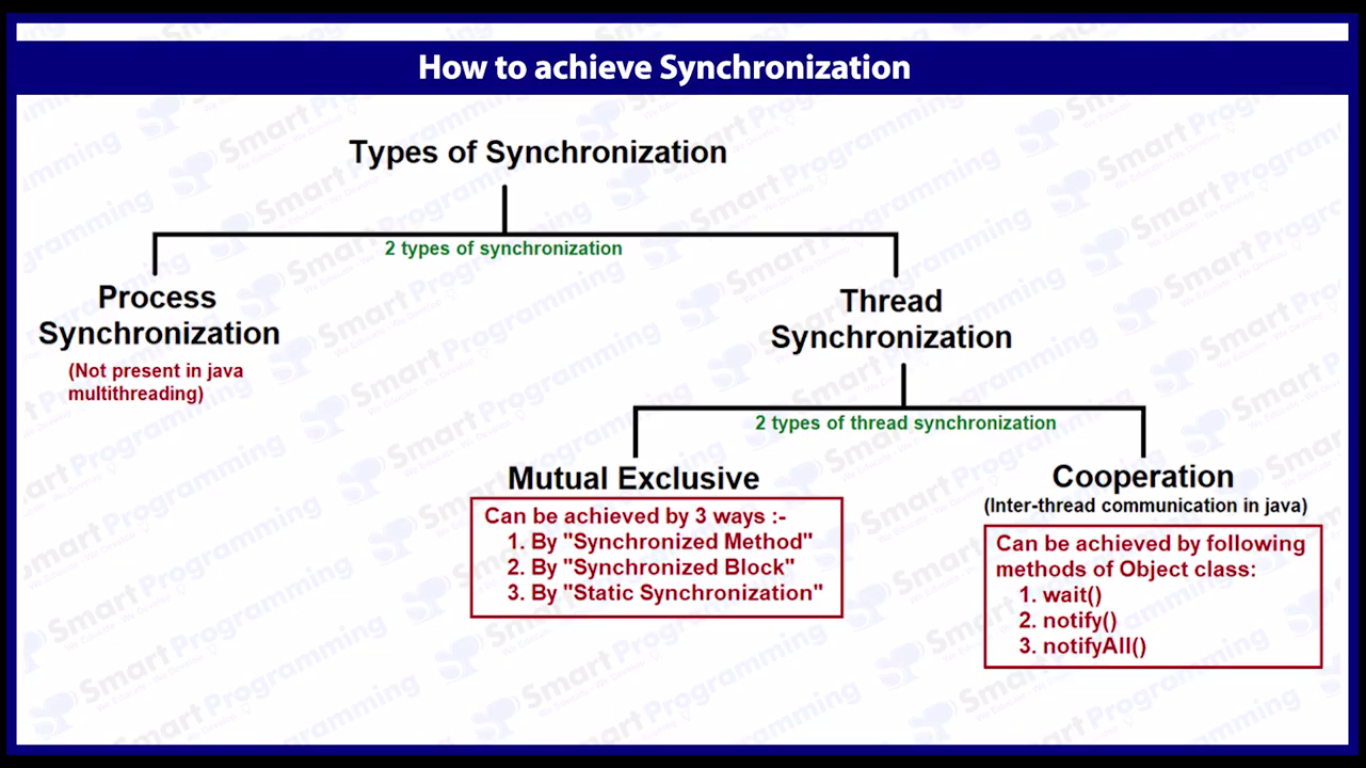 How to achieve Synchronization
Types of Synchronization
2 types of synchronization
Process
Synchronization
(Not present in java
multithreading)
Thread
Synchronization
2 types of thread synchronization
Mutual Exclusive
Can be achieved by 3 ways :-
1. By "Synchronized Method"
2. By "Synchronized Block"
3. By "Static Synchronization"
Cooperation
(Inter-thread communication in java)
Can be achieved by following
methods of Object class:
1. wait()
2. notify()
3. notifyAll()
Smart Programming